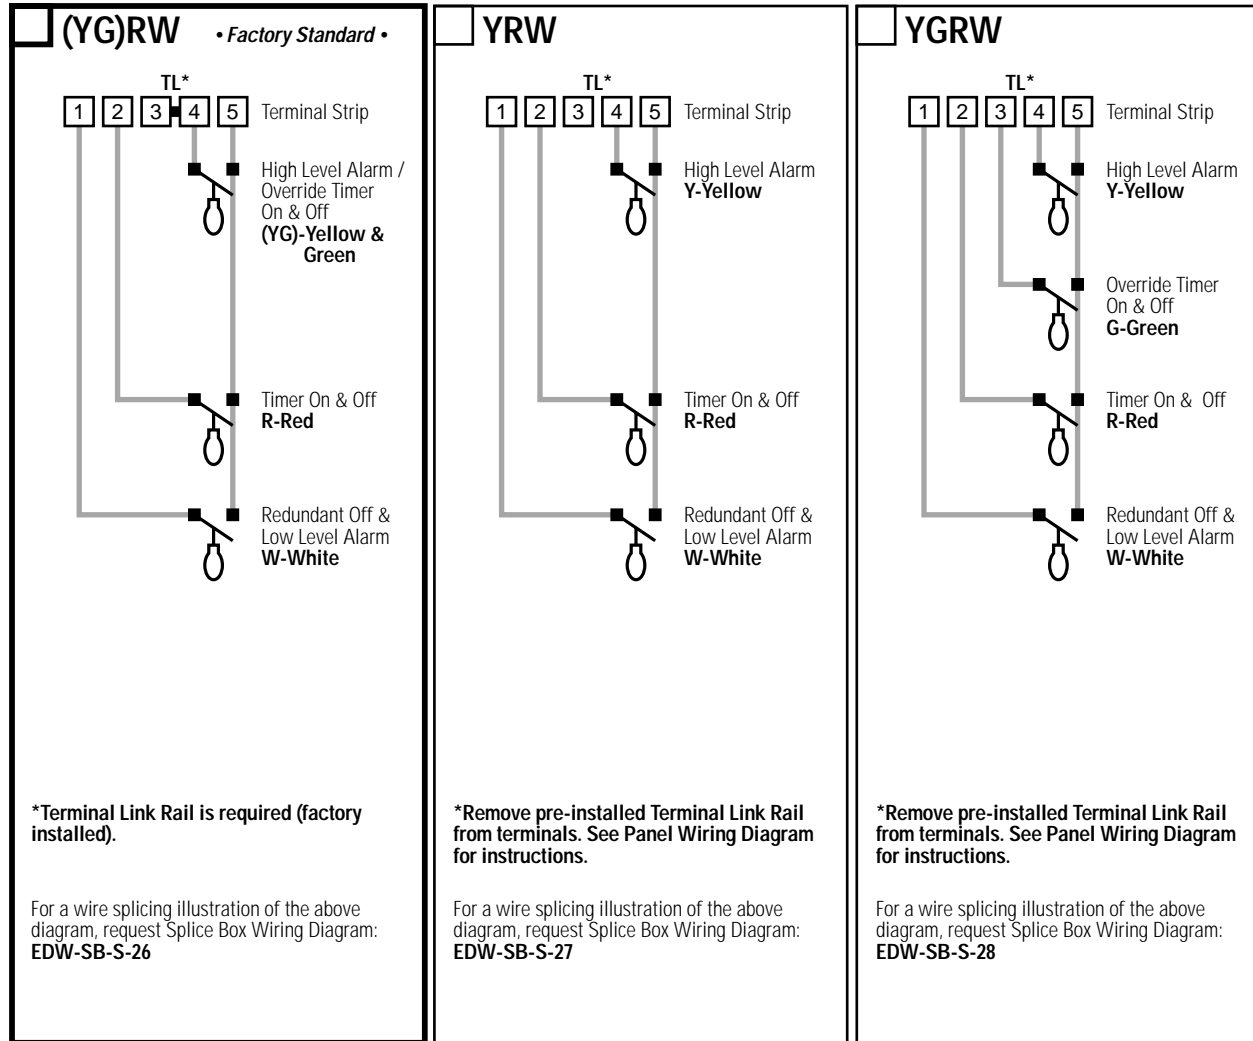 (YG)RW • Factory Standard •
TL*
1 2 3 4 5 Terminal Strip
High Level Alarm /
Override Timer
On & Off
(YG)-Yellow &
Green
Timer On & Off
R-Red
Redundant Off &
Low Level Alarm
W-White
*Terminal Link Rail is required (factory
installed).
For a wire splicing illustration of the above
diagram, request Splice Box Wiring Diagram:
EDW-SB-S-26
YRW
TL*
1 2 3 4 5 Terminal Strip
High Level Alarm
Y-Yellow
Timer On & Off
R-Red
Redundant Off &
Low Level Alarm
W-White
*Remove pre-installed Terminal Link Rail
from terminals. See Panel Wiring Diagram
for instructions.
For a wire splicing illustration of the above
diagram, request Splice Box Wiring Diagram:
EDW-SB-S-27
YGRW
TL*
1 2 3 4 5 Terminal Strip
High Level Alarm
Y-Yellow
Override Timer
On & Off
G-Green
Timer On & Off
R-Red
Redundant Off &
Low Level Alarm
W-White
*Remove pre-installed Terminal Link Rail
from terminals. See Panel Wiring Diagram
for instructions.
For a wire splicing illustration of the above
diagram, request Splice Box Wiring Diagram:
EDW-SB-S-28